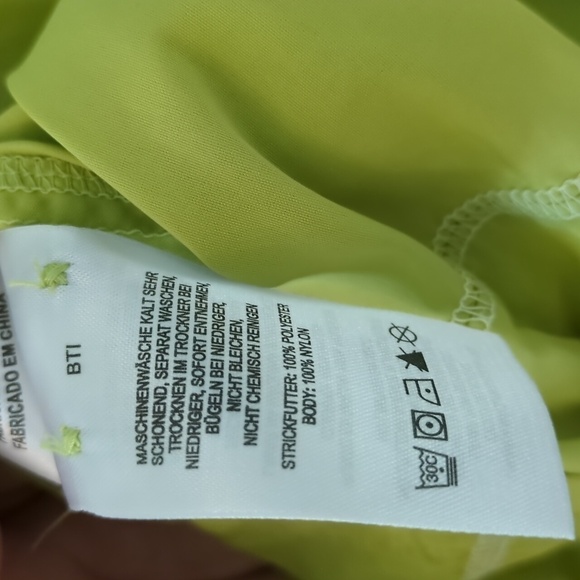 FABRICADO EM CHINA
BTI
MASCHINENWÄSCHE KALT SEHR
SCHONEND, SEPARAT WASCHEN,
TROCKNEN IM TROCKNER BEI
NIEDRIGER, SOFORT ENTNEHMEN,
BÜGELN BEI NIEDRIGER,
NICHT BLEICHEN,
NICHT CHEMISCH REINIGEN
STRICKFUTTER: 100% POLYESTER
BODY: 100% NYLON
30C